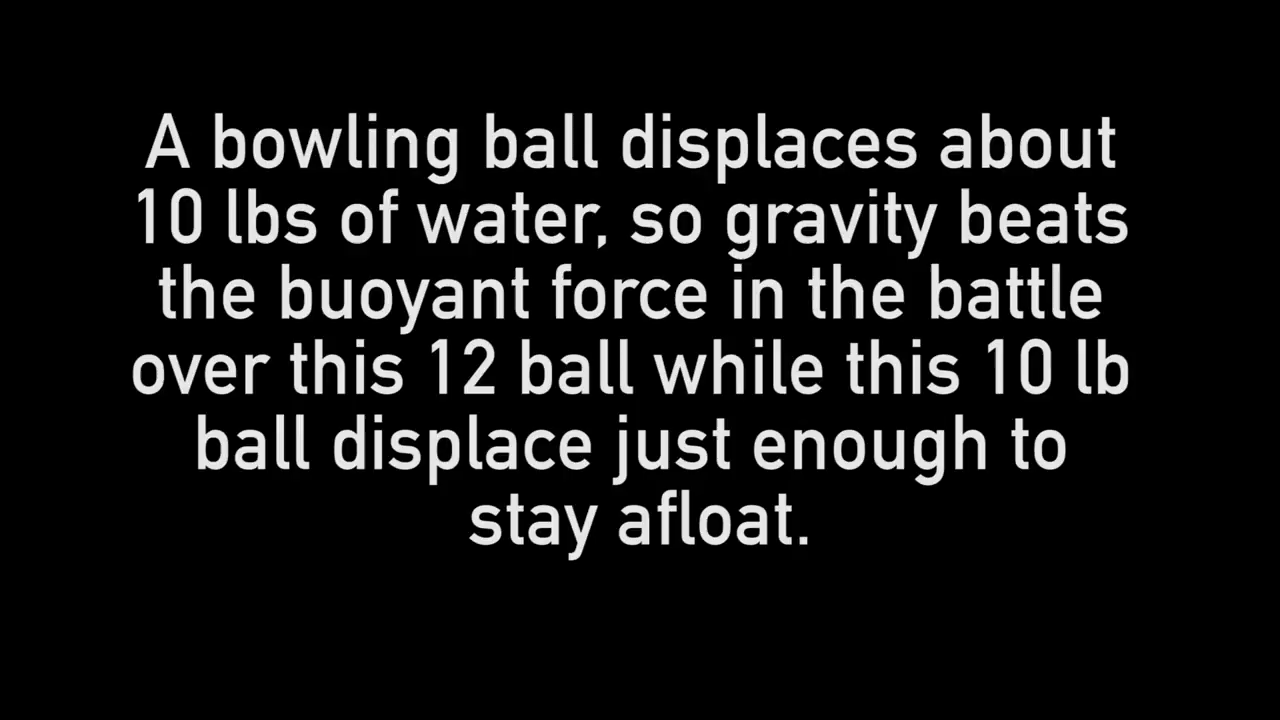 A bowling ball displaces about
10 lbs of water, so gravity beats
the buoyant force in the battle
over this 12 ball while this 10 lb
ball displace just enough to
stay afloat.